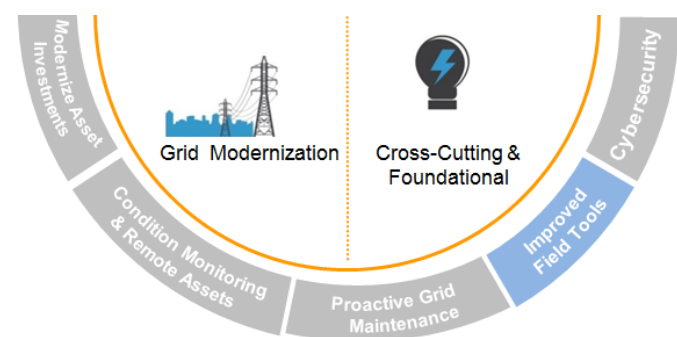 Modernize Asset
Investments
Grid  Modernization
Cross-Cutting &
Foundational
Cybersecurity
Condition Monitoring
& Remote Assets
Proactive Grid
Maintenance
Improved
Field Tools